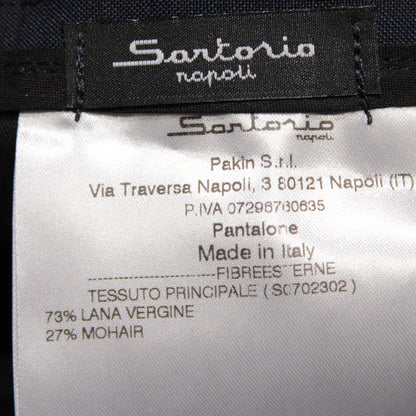 Sartorio
napoli
Sartorio
napoli
Pakin S.r.l.
Via Traversa Napoli, 3 80121 Napoli (IT)
P.IVA 07296760635
Pantalone
Made in Italy
--------------------FIBREESTERNE
TESSUTO PRINCIPALE ( S0702302 )
73% LANA VERGINE
27% MOHAIR